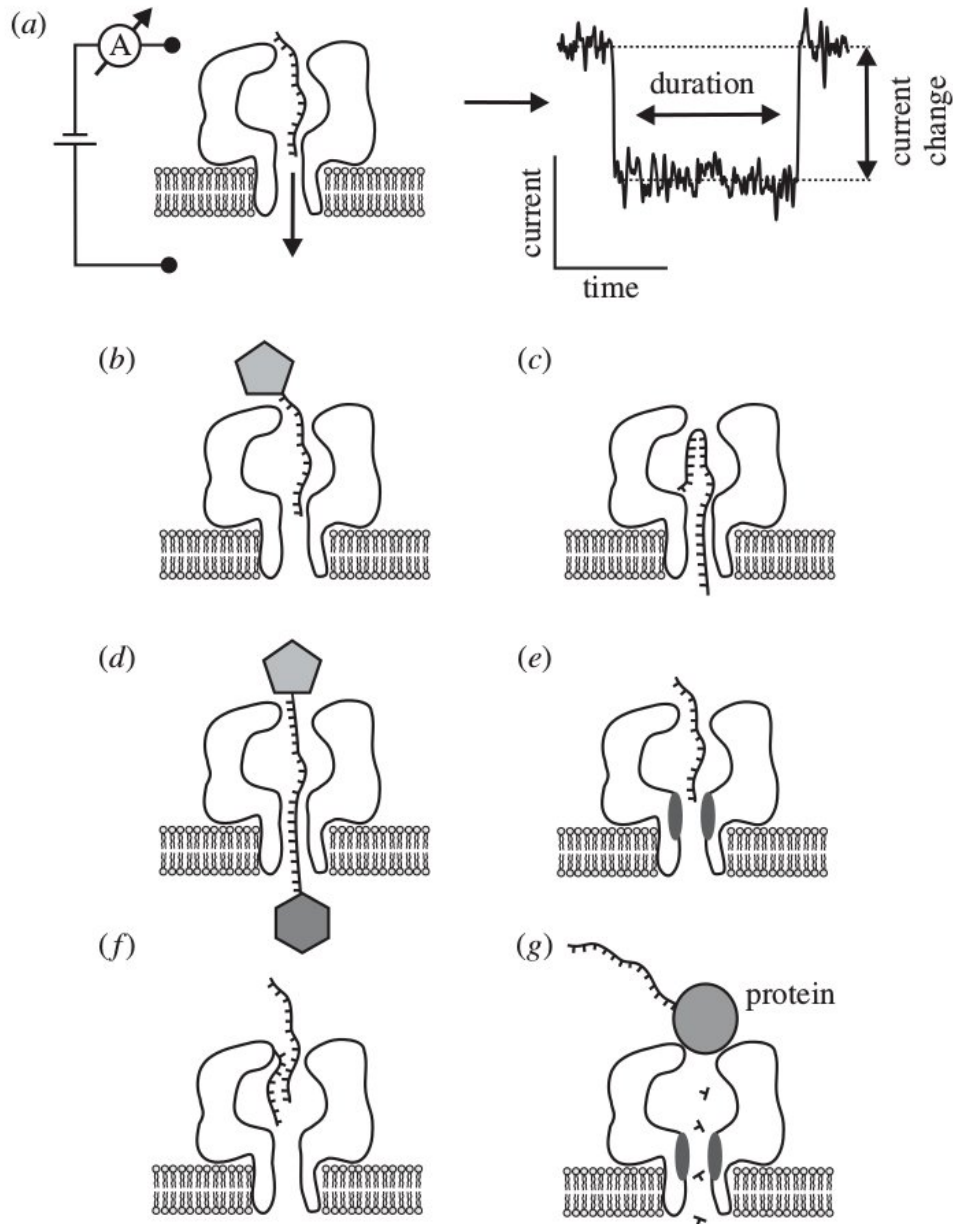 (a)
A
duration
current
change
current
time
(b)
(c)
(d)
(e)
(f)
(g)
protein